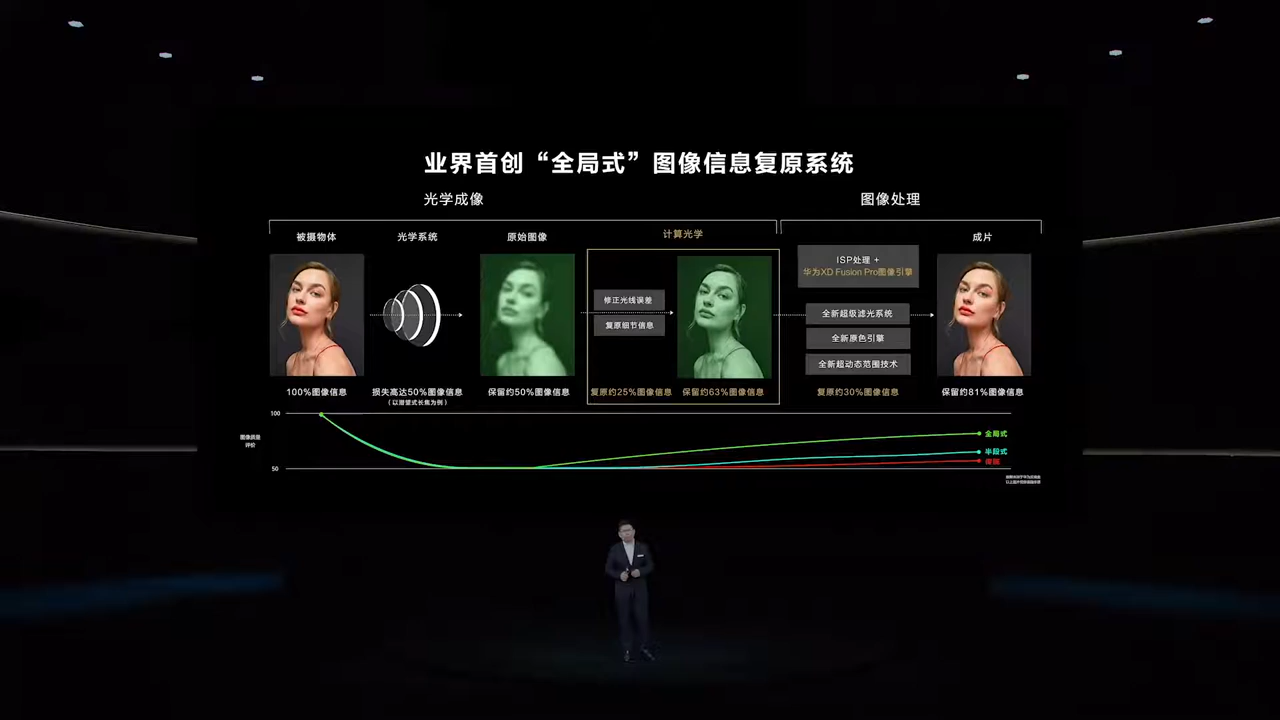 业界首创“全局式”图像信息复原系统
光学成像
图像处理
被摄物体
光学系统
原始图像
计算光学
成片
ISP处理 +
华为XD Fusion Pro图像引擎
修正光线误差
复原细节信息
全新超级滤光系统
全新原色引擎
全新超动态范围技术
100%图像信息
损失高达50%图像信息
(以潜望式长焦为例)
保留约50%图像信息
复原约25%图像信息
保留约63%图像信息
复原约30%图像信息
保留约81%图像信息
100
图像质量
评价
50
全局式
半段式